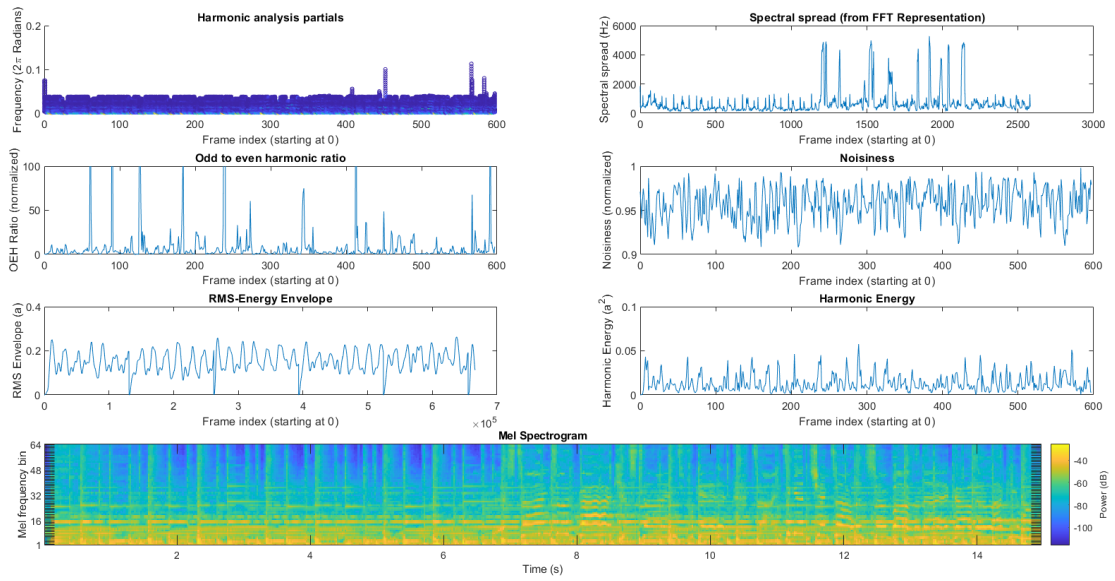 Harmonic analysis partials
0.2
0.1
0
Frequency (2π Radians)
0 100 200 300 400 500 600
Frame index (starting at 0)
Spectral spread (from FFT Representation)
6000
4000
2000
0
Spectral spread (Hz)
0 500 1000 1500 2000 2500 3000
Frame index (starting at 0)
Odd to even harmonic ratio
100
50
0
OEH Ratio (normalized)
0 100 200 300 400 500 600
Frame index (starting at 0)
Noisiness
1
0.95
0.9
Noisiness (normalized)
0 100 200 300 400 500 600
Frame index (starting at 0)
RMS-Energy Envelope
0.4
0.2
0
RMS Envelope (a)
0 1 2 3 4 5 6 7
Frame index (starting at 0)
×10^5
Harmonic Energy
0.1
0.05
0
Harmonic Energy (a^2)
0 100 200 300 400 500 600
Frame index (starting at 0)
Mel Spectrogram
64
48
32
16
1
Mel frequency bin
2 4 6 8 10 12 14
Time (s)
-40
-60
-80
-100
Power (dB)